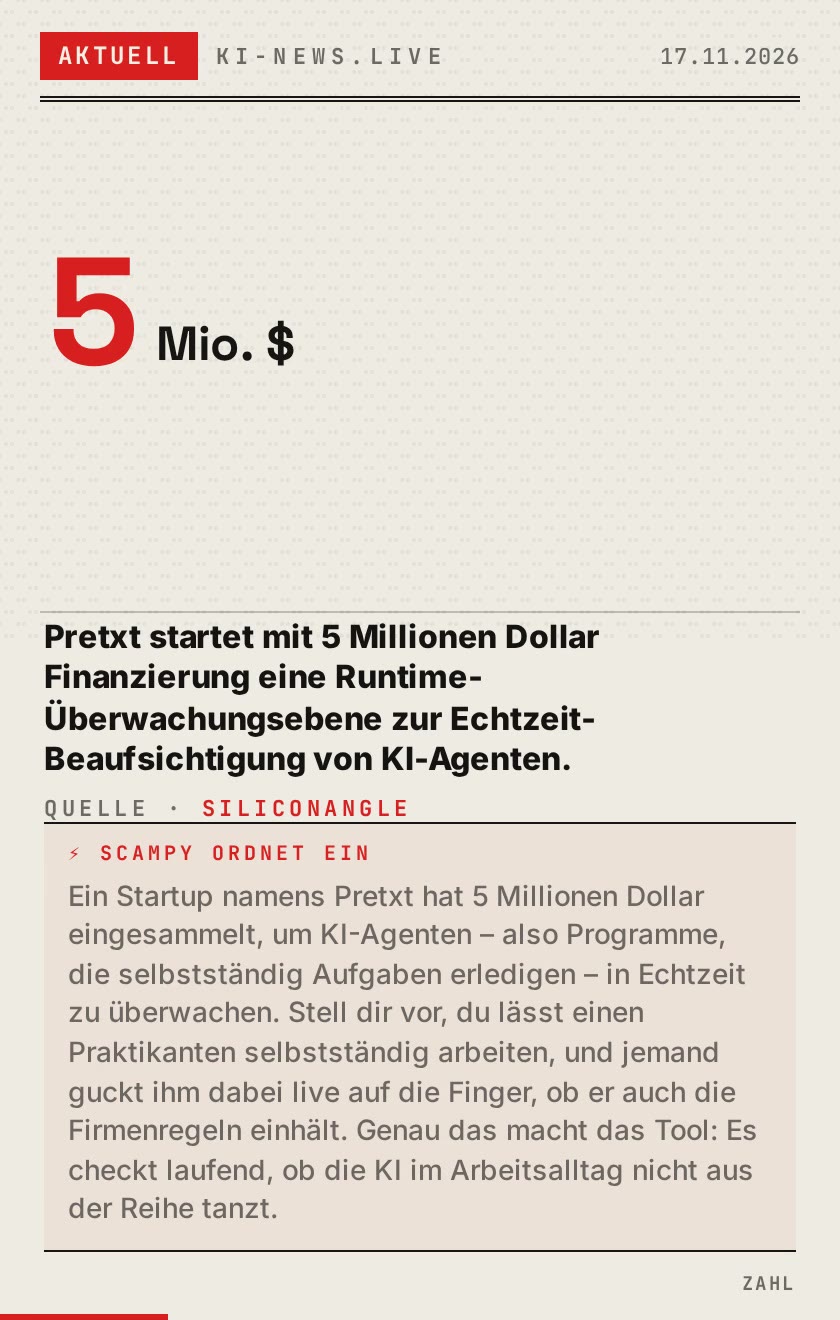 AKTUELL KI-NEWS.LIVE 17.11.2026
5 Mio. $
Pretxt startet mit 5 Millionen Dollar
Finanzierung eine Runtime-
Überwachungsebene zur Echtzeit-
Beaufsichtigung von KI-Agenten.
QUELLE · SILICONANGLE
⚡ SCAMPY ORDNET EIN
Ein Startup namens Pretxt hat 5 Millionen Dollar
eingesammelt, um KI-Agenten – also Programme,
die selbstständig Aufgaben erledigen – in Echtzeit
zu überwachen. Stell dir vor, du lässt einen
Praktikanten selbstständig arbeiten, und jemand
guckt ihm dabei live auf die Finger, ob er auch die
Firmenregeln einhält. Genau das macht das Tool: Es
checkt laufend, ob die KI im Arbeitsalltag nicht aus
der Reihe tanzt.
ZAHL